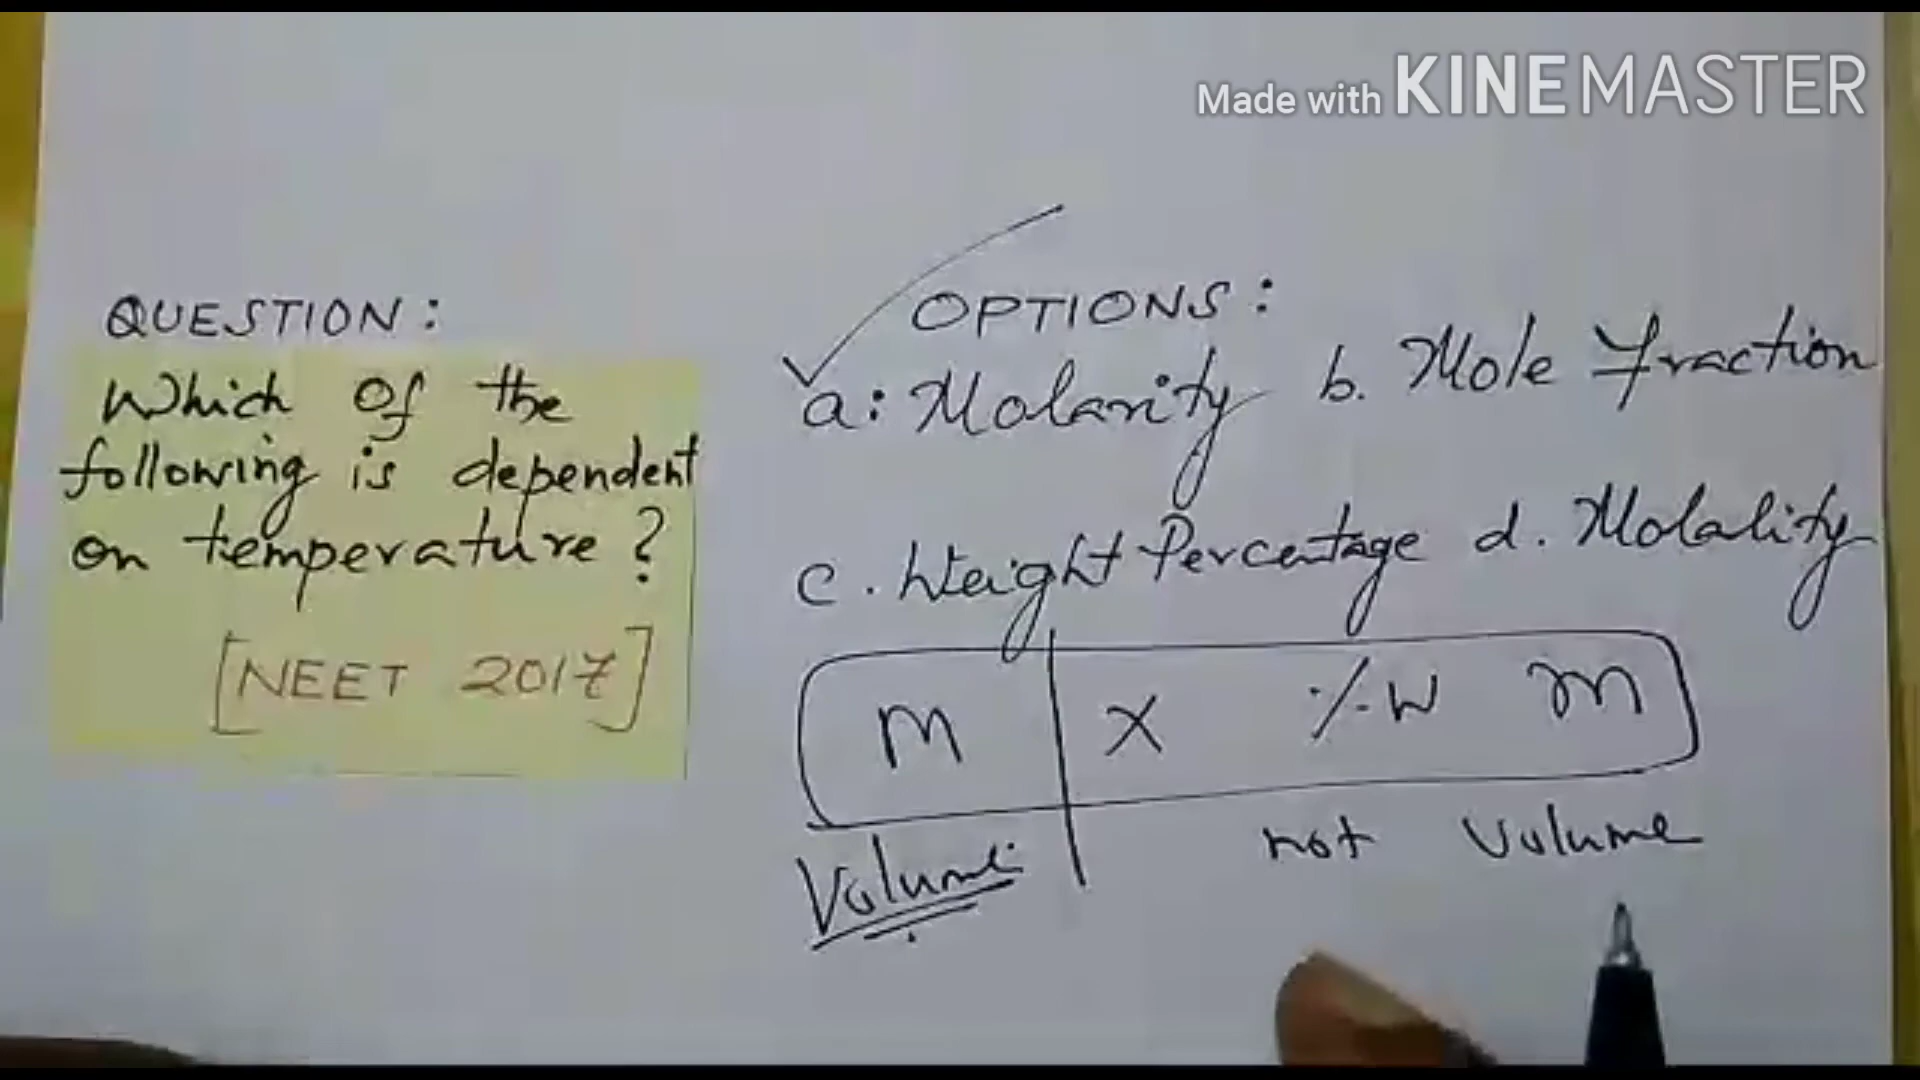 Made with KINEMASTER
QUESTION:
Which of the
following is dependent
on temperature?
[NEET 2017]
OPTIONS:
a: Molarity b. Mole fraction
c. Weight Percentage d. Molality
M X %W m
Volume not volume